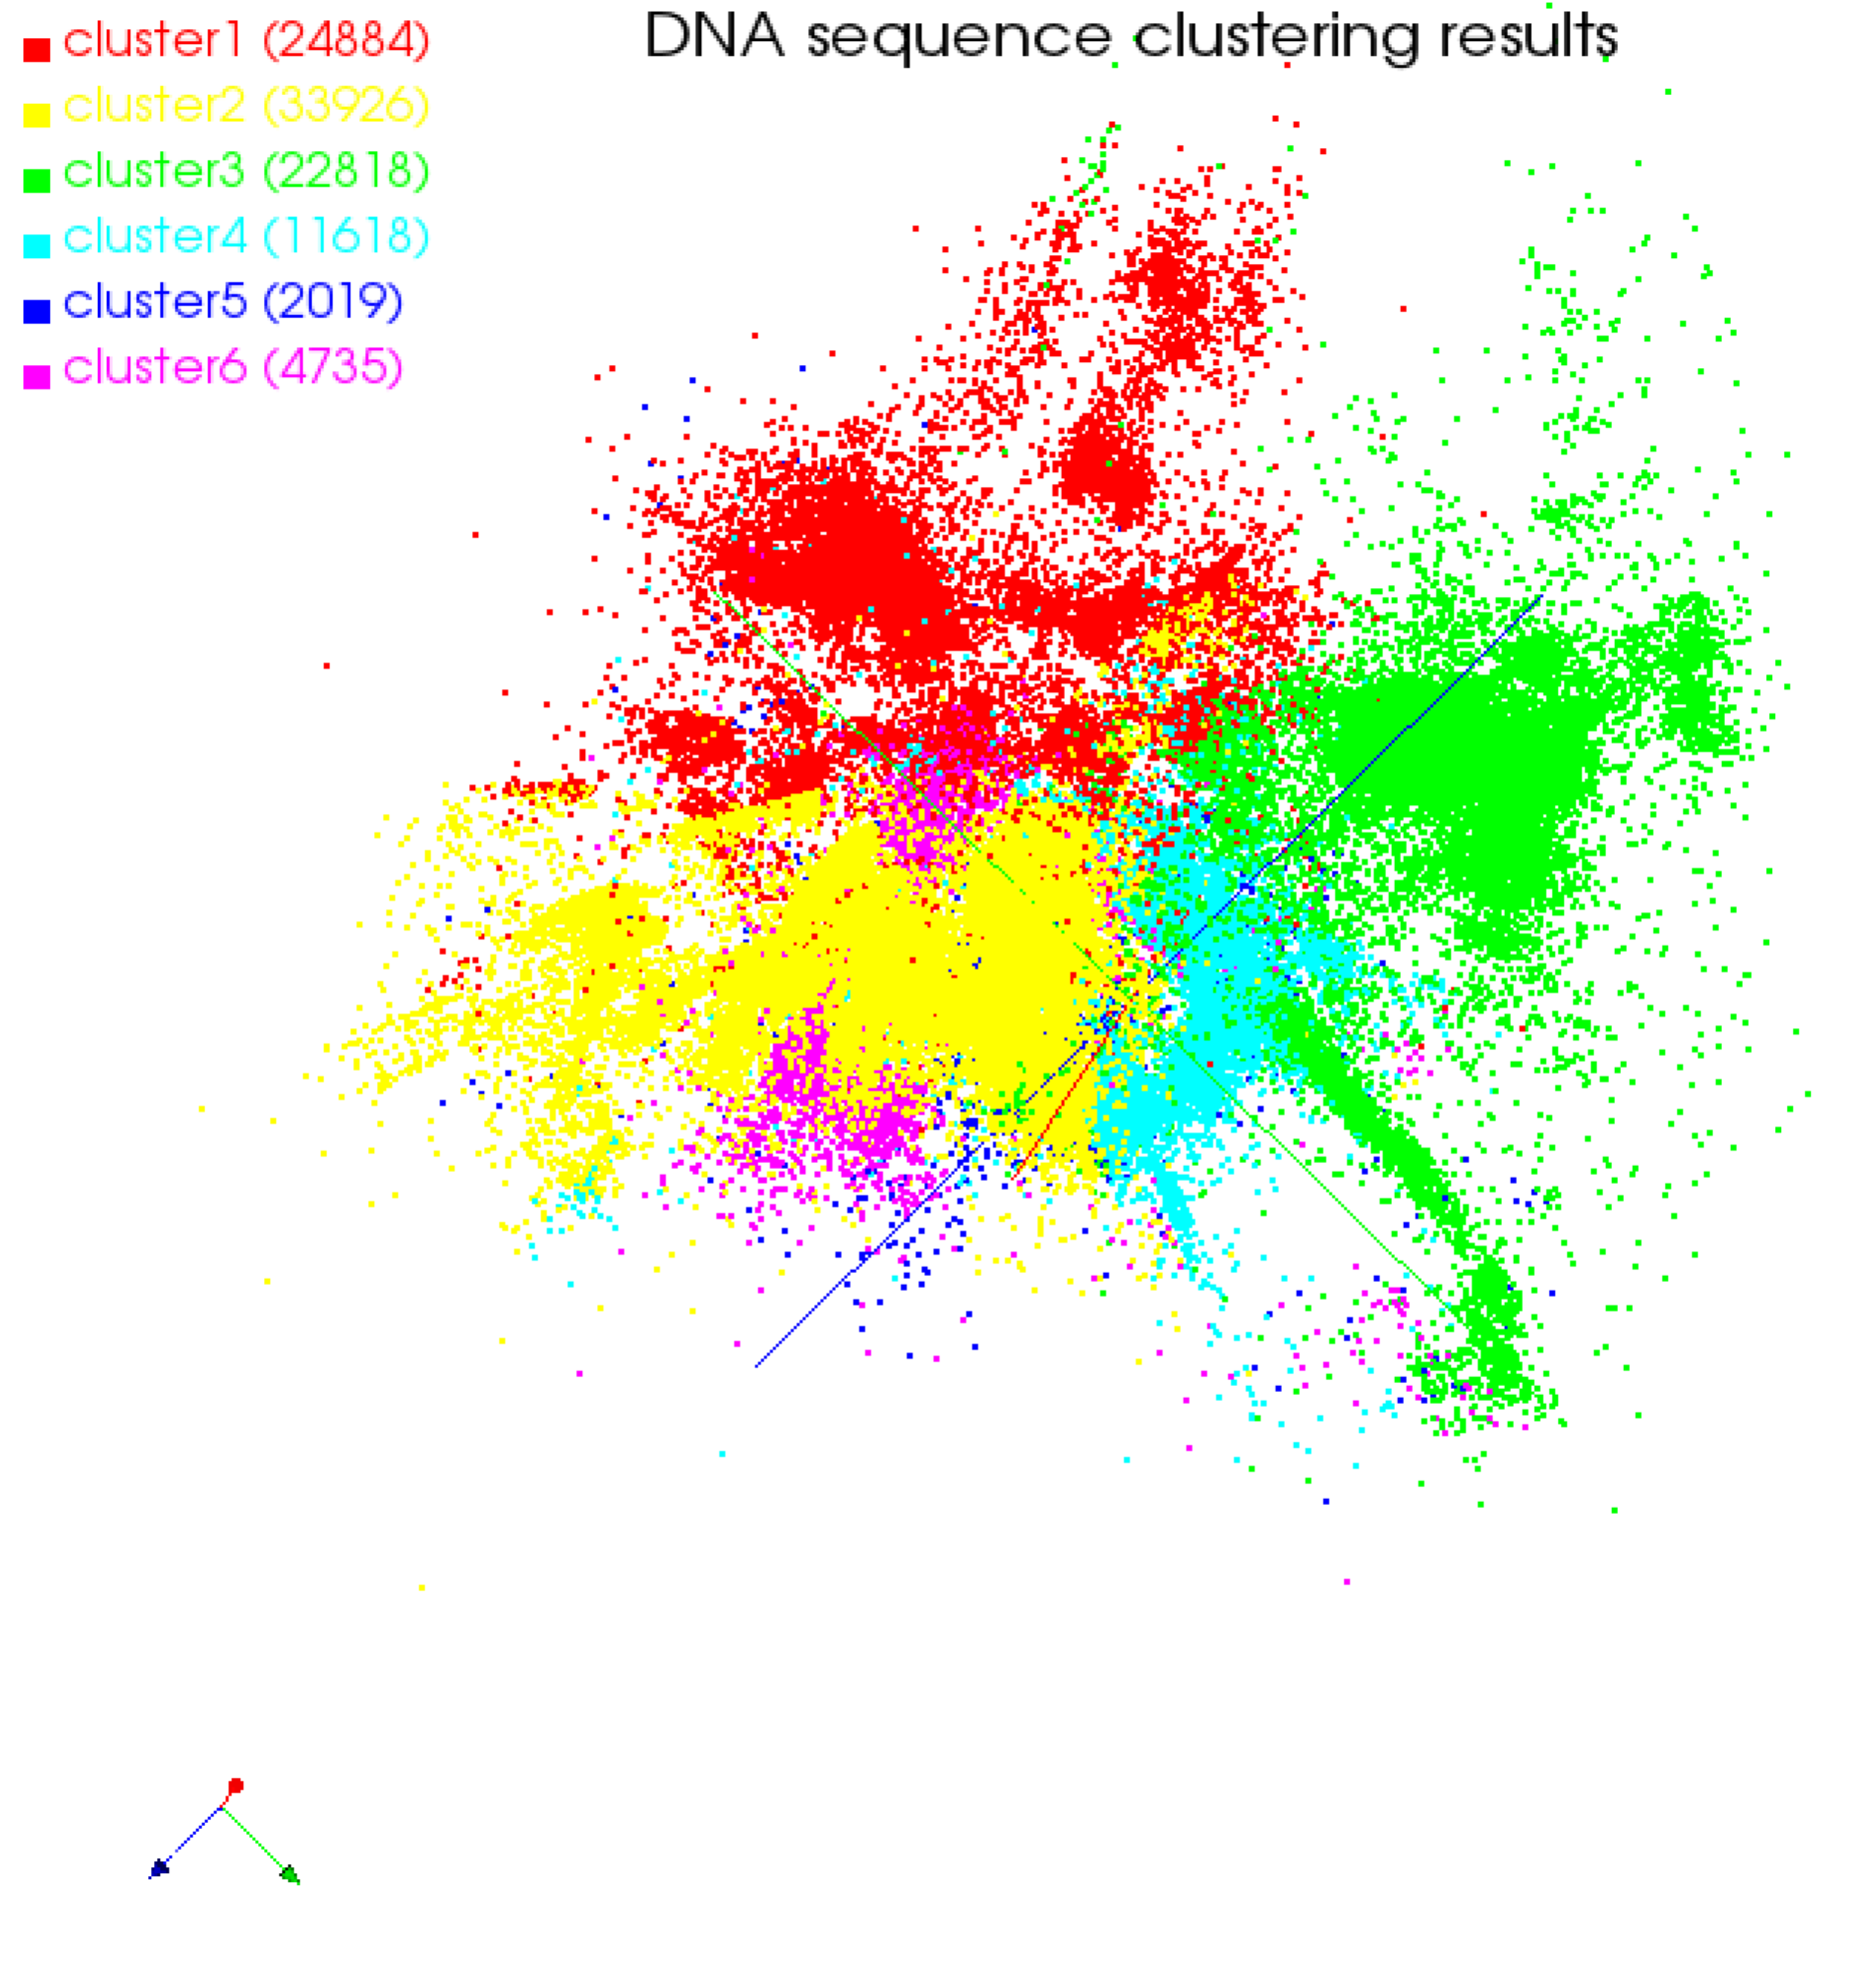 DNA sequence clustering results
cluster1 (24884)
cluster2 (33926)
cluster3 (22818)
cluster4 (11618)
cluster5 (2019)
cluster6 (4735)